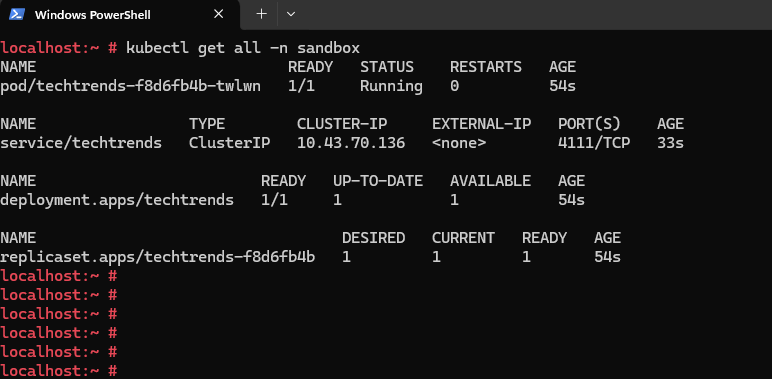 Windows PowerShell
localhost:~ # kubectl get all -n sandbox
NAME READY STATUS RESTARTS AGE
pod/techtrends-f8d6fb4b-twlwn 1/1 Running 0 54s
NAME TYPE CLUSTER-IP EXTERNAL-IP PORT(S) AGE
service/techtrends ClusterIP 10.43.70.136 <none> 4111/TCP 33s
NAME READY UP-TO-DATE AVAILABLE AGE
deployment.apps/techtrends 1/1 1 1 54s
NAME DESIRED CURRENT READY AGE
replicaset.apps/techtrends-f8d6fb4b 1 1 1 54s
localhost:~ #
localhost:~ #
localhost:~ #
localhost:~ #
localhost:~ #
localhost:~ #